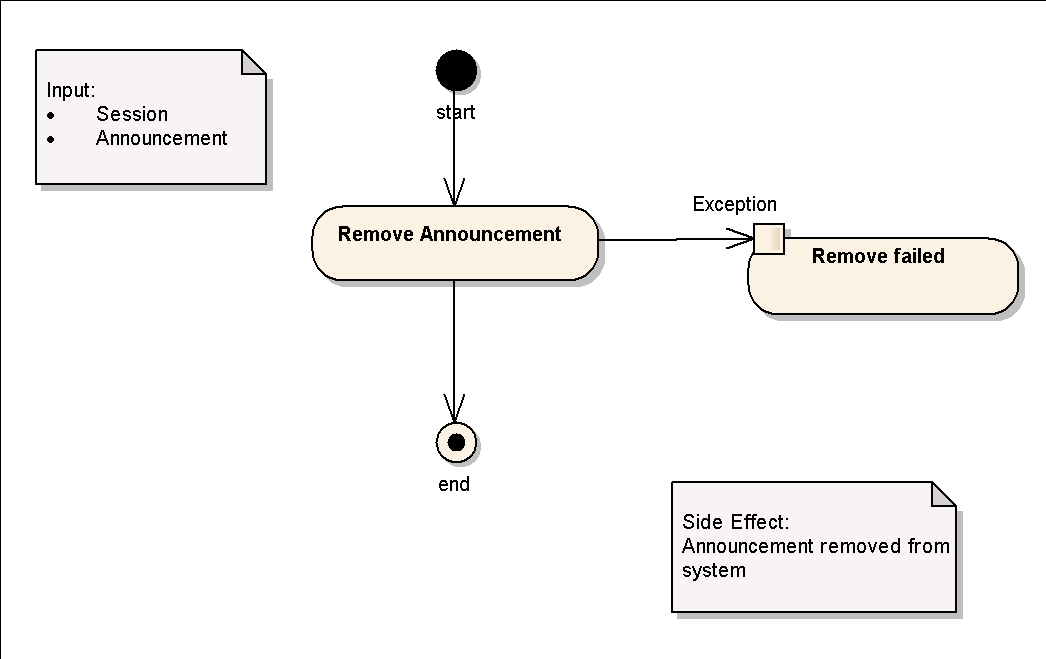 Input:
• Session
• Announcement
start
Exception
Remove Announcement
Remove failed
end
Side Effect:
Announcement removed from
system